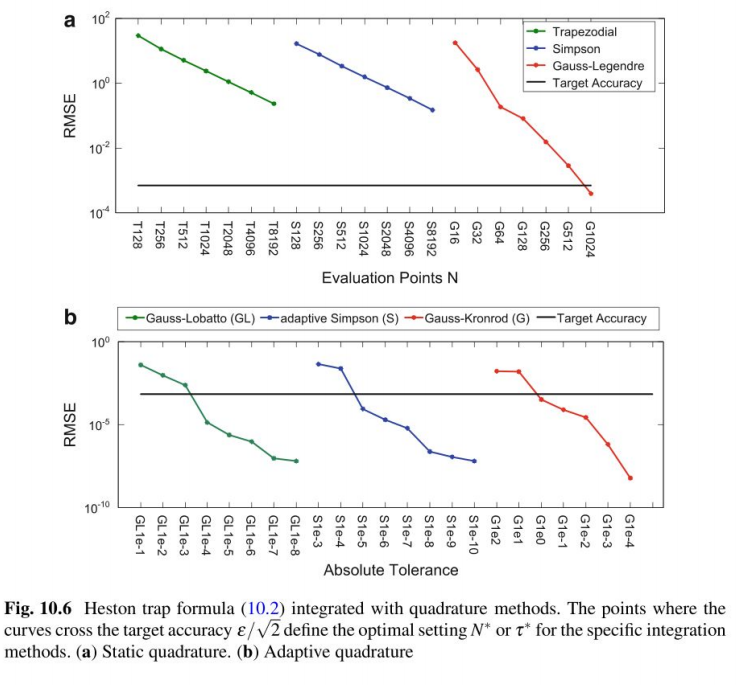 a
10²
10⁰
10⁻²
10⁻⁴
RMSE
Trapezodial
Simpson
Gauss-Legendre
Target Accuracy
T128
T256
T512
T1024
T2048
T4096
T8192
S128
S256
S512
S1024
S2048
S4096
S8192
G16
G32
G64
G128
G256
G512
G1024
Evaluation Points N
b
Gauss-Lobatto (GL) adaptive Simpson (S) Gauss-Kronrod (G) Target Accuracy
10⁰
10⁻⁵
10⁻¹⁰
RMSE
GL1e-1
GL1e-2
GL1e-3
GL1e-4
GL1e-5
GL1e-6
GL1e-7
GL1e-8
S1e-3
S1e-4
S1e-5
S1e-6
S1e-7
S1e-8
S1e-9
S1e-10
G1e2
G1e1
G1e0
G1e-1
G1e-2
G1e-3
G1e-4
Absolute Tolerance
Fig. 10.6 Heston trap formula (10.2) integrated with quadrature methods. The points where the
curves cross the target accuracy ε/√2 define the optimal setting N* or τ* for the specific integration
methods. (a) Static quadrature. (b) Adaptive quadrature